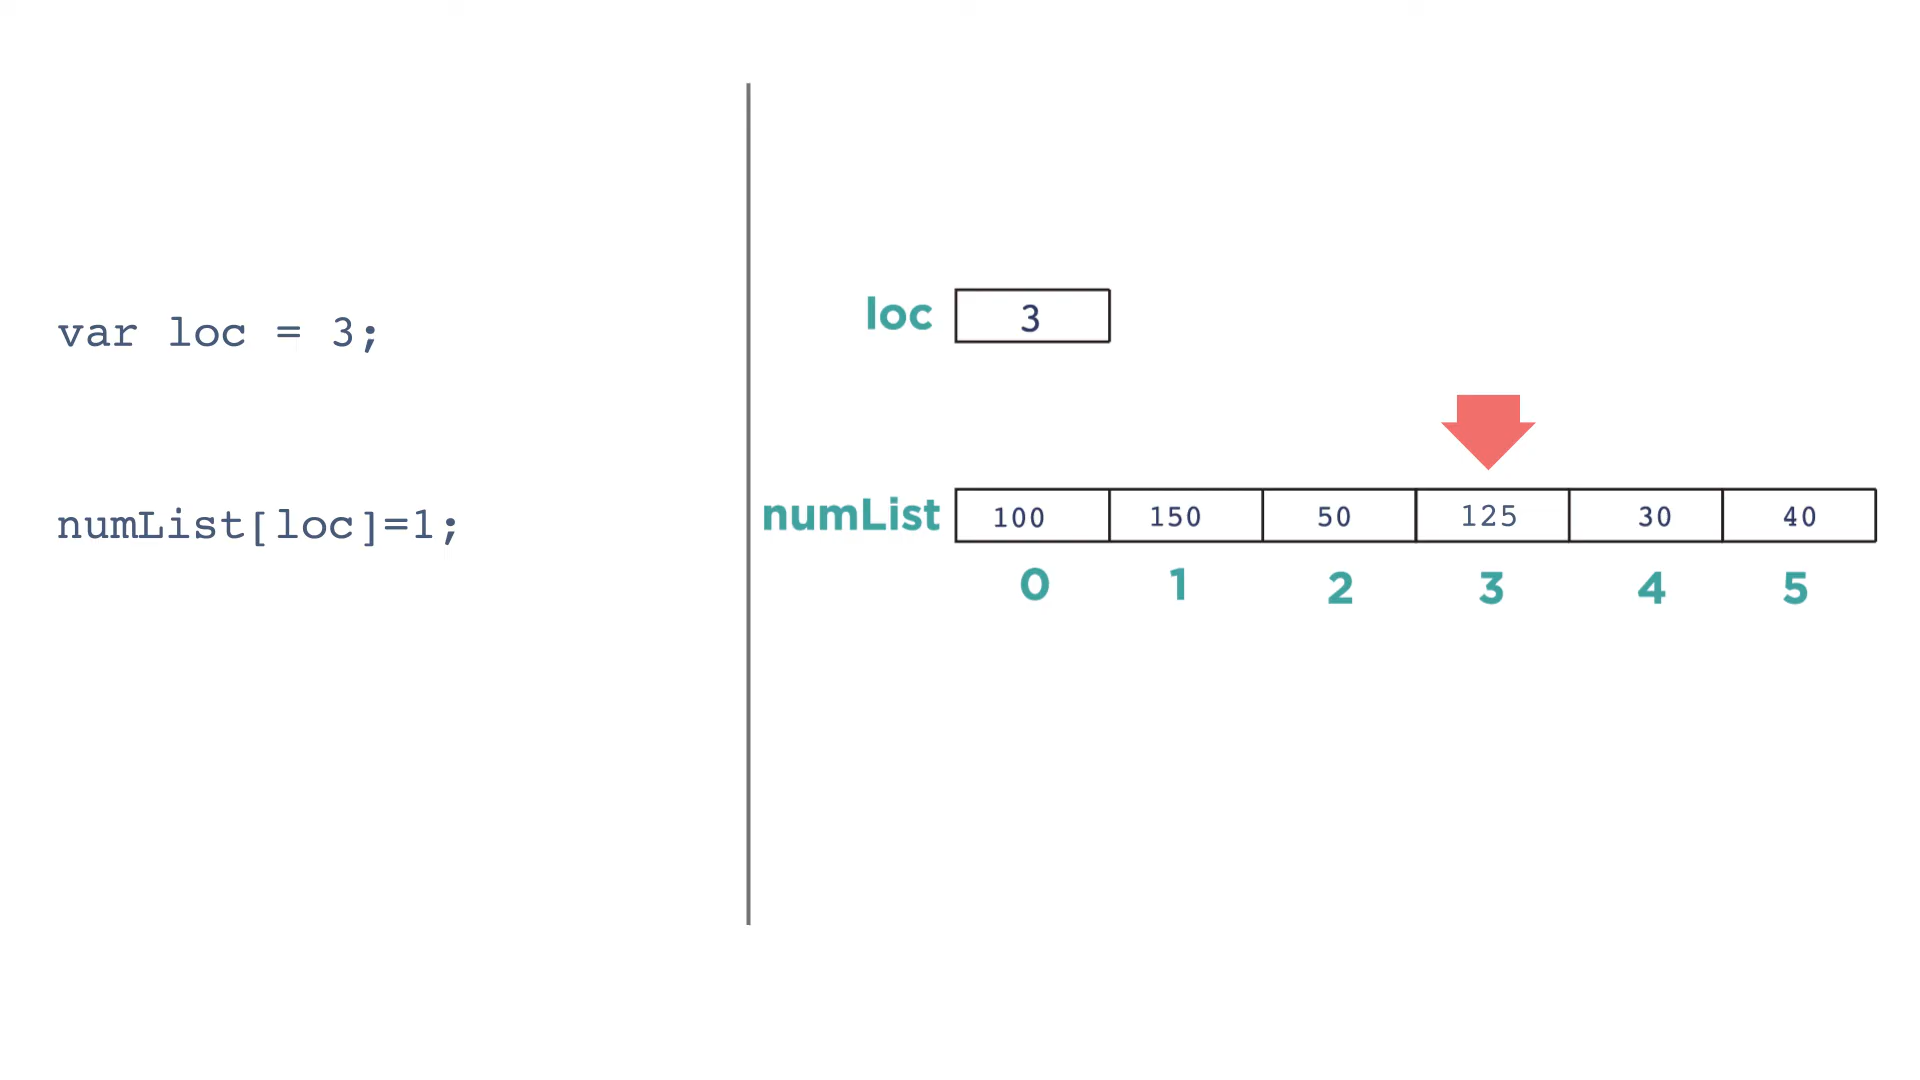 var loc = 3;
numList[loc]=1;
loc 3
numList 100 150 50 125 30 40
0 1 2 3 4 5